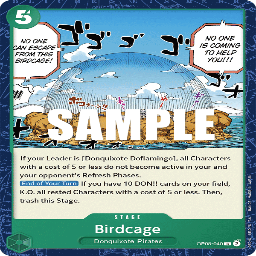 5
NO ONE
CAN ESCAPE
FROM THIS
BIRDCAGE!
NO ONE
IS COMING
TO HELP
YOU!!!
SAMPLE
If your Leader is [Donquixote Doflamingo], all Characters
with a cost of 5 or less do not become active in your and
your opponent's Refresh Phases.
End of Your Turn If you have 10 DON!! cards on your field,
K.O. all rested Characters with a cost of 5 or less. Then,
trash this Stage.
STAGE
Birdcage
Donquixote Pirates